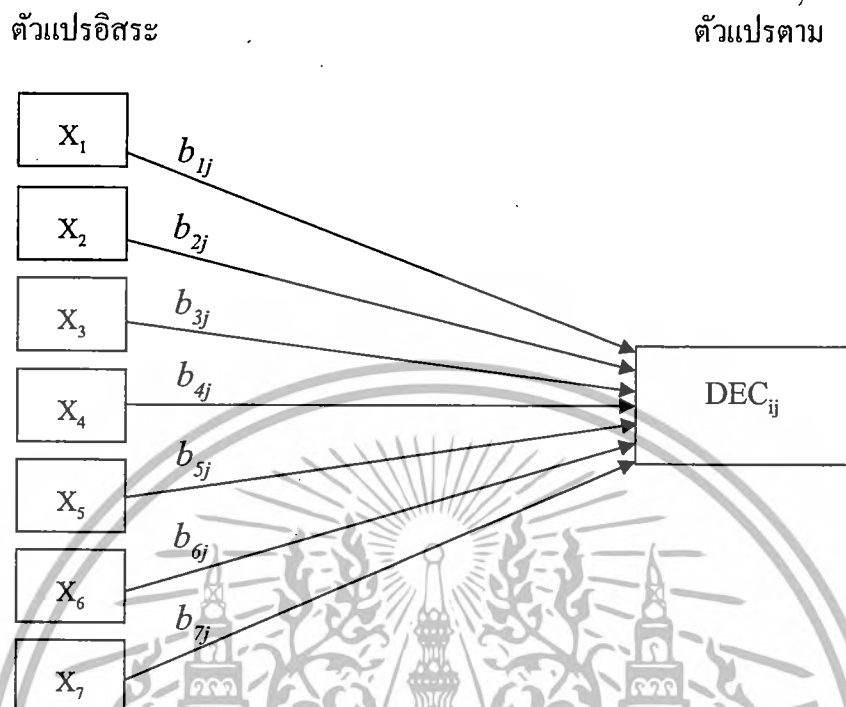 ตัวแปรอิสระ ตัวแปรตาม
X₁ b₁ⱼ
X₂ b₂ⱼ
X₃ b₃ⱼ
X₄ b₄ⱼ DECᵢⱼ
X₅ b₅ⱼ
X₆ b₆ⱼ
X₇ b₇ⱼ